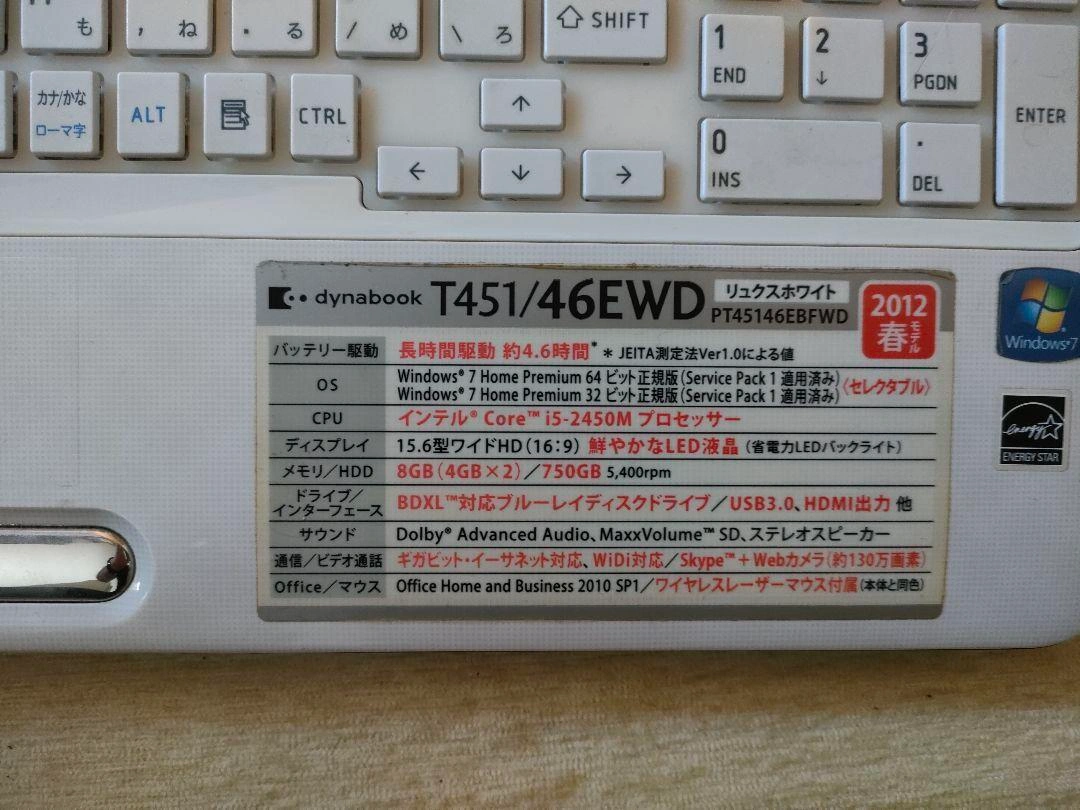 も
, ね
. る
/ め
\ ろ
SHIFT
1 END
2 ↓
3 PGDN
カナ/かな
ローマ字
ALT
CTRL
↑
ENTER
← ↓ →
0 INS
. DEL
dynabook T451/46EWD リュクスホワイト
PT45146EBFWD
2012
春モデル
Windows®7
バッテリー駆動 長時間駆動 約4.6時間* * JEITA測定法Ver1.0による値
OS Windows® 7 Home Premium 64 ビット正規版(Service Pack 1 適用済み)
Windows® 7 Home Premium 32 ビット正規版(Service Pack 1 適用済み)〈セレクタブル〉
CPU インテル® Core™ i5-2450M プロセッサー
ディスプレイ 15.6型ワイドHD(16:9) 鮮やかなLED液晶(省電力LEDバックライト)
メモリ/HDD 8GB(4GB×2)/750GB 5,400rpm
ドライブ/
インターフェース BDXL™対応ブルーレイディスクドライブ/USB3.0、HDMI出力 他
サウンド Dolby® Advanced Audio、MaxxVolume™ SD、ステレオスピーカー
通信/ビデオ通話 ギガビット・イーサネット対応、WiDi対応/Skype™+Webカメラ(約130万画素)
Office/マウス Office Home and Business 2010 SP1/ワイヤレスレーザーマウス付属(本体と同色)
energy
ENERGY STAR